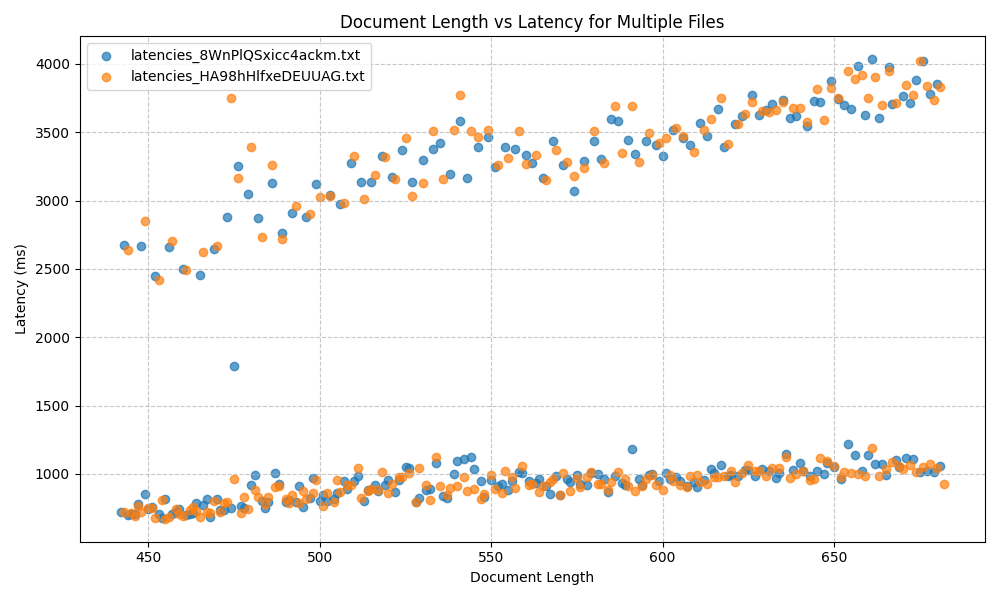 Document Length vs Latency for Multiple Files
latencies_8WnPlQSxicc4ackm.txt
latencies_HA98hHlfxeDEUUAG.txt
Latency (ms)
4000
3500
3000
2500
2000
1500
1000
450
500
550
600
650
Document Length